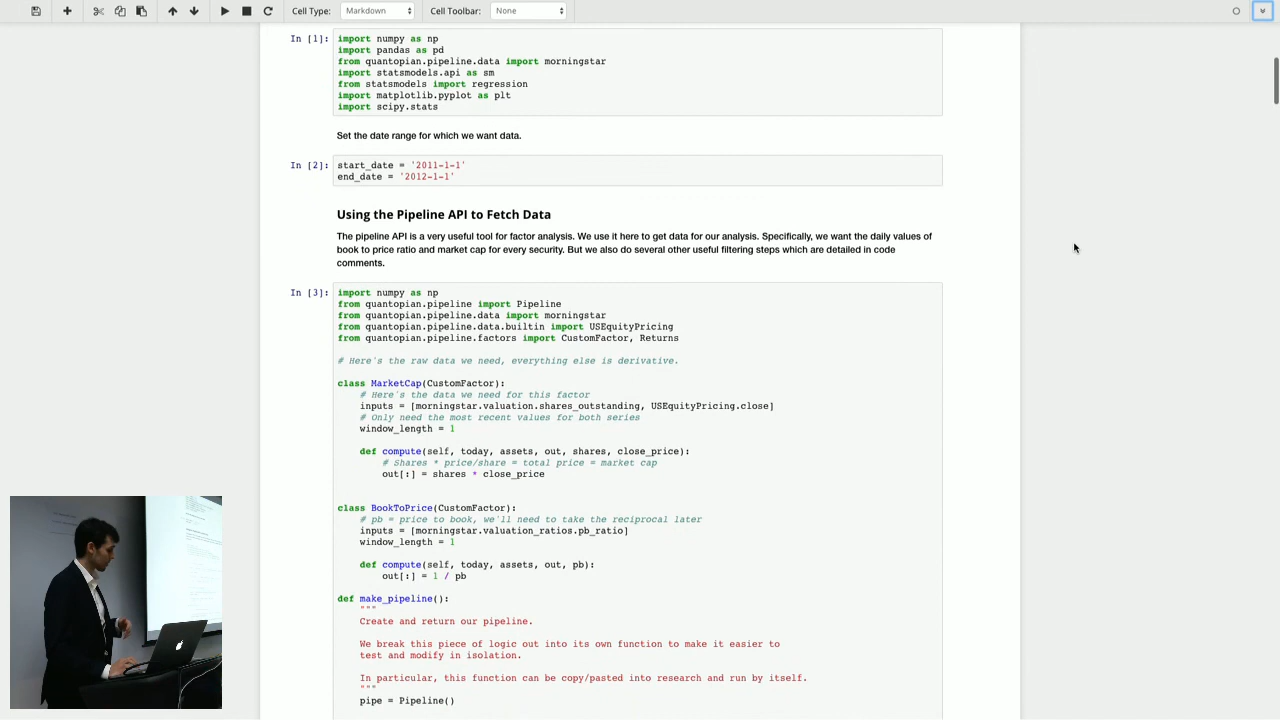 Cell Type: Markdown Cell Toolbar: None
In [1]: import numpy as np
import pandas as pd
from quantopian.pipeline.data import morningstar
import statsmodels.api as sm
from statsmodels import regression
import matplotlib.pyplot as plt
import scipy.stats
Set the date range for which we want data.
In [2]: start_date = '2011-1-1'
end_date = '2012-1-1'
Using the Pipeline API to Fetch Data
The pipeline API is a very useful tool for factor analysis. We use it here to get data for our analysis. Specifically, we want the daily values of
book to price ratio and market cap for every security. But we also do several other useful filtering steps which are detailed in code
comments.
In [3]: import numpy as np
from quantopian.pipeline import Pipeline
from quantopian.pipeline.data import morningstar
from quantopian.pipeline.data.builtin import USEquityPricing
from quantopian.pipeline.factors import CustomFactor, Returns
# Here's the raw data we need, everything else is derivative.
class MarketCap(CustomFactor):
# Here's the data we need for this factor
inputs = [morningstar.valuation.shares_outstanding, USEquityPricing.close]
# Only need the most recent values for both series
window_length = 1
def compute(self, today, assets, out, shares, close_price):
# Shares * price/share = total price = market cap
out[:] = shares * close_price
class BookToPrice(CustomFactor):
# pb = price to book, we'll need to take the reciprocal later
inputs = [morningstar.valuation_ratios.pb_ratio]
window_length = 1
def compute(self, today, assets, out, pb):
out[:] = 1 / pb
def make_pipeline():
"""
Create and return our pipeline.
We break this piece of logic out into its own function to make it easier to
test and modify in isolation.
In particular, this function can be copy/pasted into research and run by itself.
"""
pipe = Pipeline()